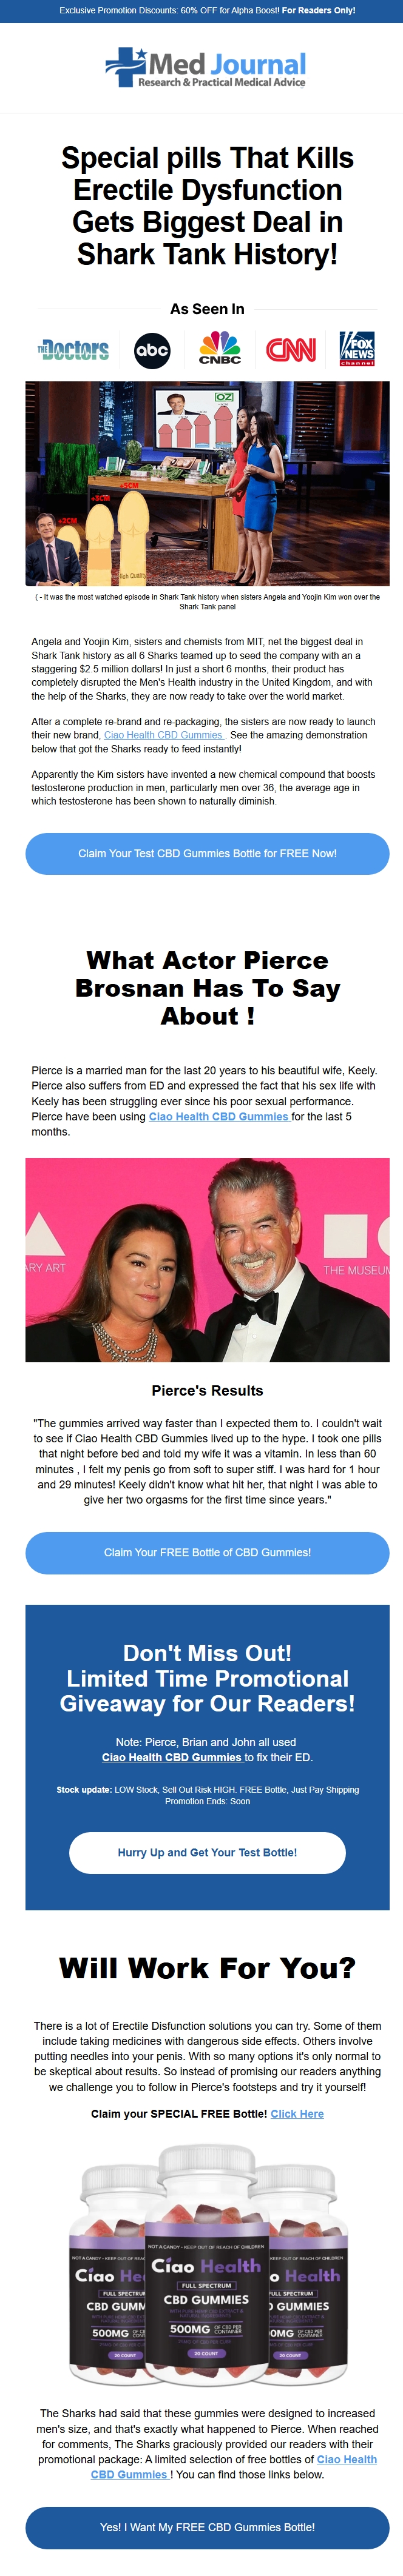 Exclusive Promotion Discounts: 60% OFF for Alpha Boost! For Readers Only!
Med Journal
Research & Practical Medical Advice
Special pills That Kills
Erectile Dysfunction
Gets Biggest Deal in
Shark Tank History!
As Seen In
THE Doctors
abc
CNBC
CNN
FOX
NEWS
channel
OZ
+5CM
+5CM
+2CM
Rich Quality
( - It was the most watched episode in Shark Tank history when sisters Angela and Yoojin Kim won over the
Shark Tank panel
Angela and Yoojin Kim, sisters and chemists from MIT, net the biggest deal in
Shark Tank history as all 6 Sharks teamed up to seed the company with an a
staggering $2.5 million dollars! In just a short 6 months, their product has
completely disrupted the Men's Health industry in the United Kingdom, and with
the help of the Sharks, they are now ready to take over the world market.
After a complete re-brand and re-packaging, the sisters are now ready to launch
their new brand, Ciao Health CBD Gummies . See the amazing demonstration
below that got the Sharks ready to feed instantly!
Apparently the Kim sisters have invented a new chemical compound that boosts
testosterone production in men, particularly men over 36, the average age in
which testosterone has been shown to naturally diminish.
Claim Your Test CBD Gummies Bottle for FREE Now!
What Actor Pierce
Brosnan Has To Say
About !
Pierce is a married man for the last 20 years to his beautiful wife, Keely.
Pierce also suffers from ED and expressed the fact that his sex life with
Keely has been struggling ever since his poor sexual performance.
Pierce have been using Ciao Health CBD Gummies for the last 5
months.
ARY ART
THE MUSEUM
Pierce's Results
"The gummies arrived way faster than I expected them to. I couldn't wait
to see if Ciao Health CBD Gummies lived up to the hype. I took one pills
that night before bed and told my wife it was a vitamin. In less than 60
minutes , I felt my penis go from soft to super stiff. I was hard for 1 hour
and 29 minutes! Keely didn't know what hit her, that night I was able to
give her two orgasms for the first time since years."
Claim Your FREE Bottle of CBD Gummies!
Don't Miss Out!
Limited Time Promotional
Giveaway for Our Readers!
Note: Pierce, Brian and John all used
Ciao Health CBD Gummies to fix their ED.
Stock update: LOW Stock, Sell Out Risk HIGH. FREE Bottle, Just Pay Shipping
Promotion Ends: Soon
Hurry Up and Get Your Test Bottle!
Will Work For You?
There is a lot of Erectile Disfunction solutions you can try. Some of them
include taking medicines with dangerous side effects. Others involve
putting needles into your penis. With so many options it's only normal to
be skeptical about results. So instead of promising our readers anything
we challenge you to follow in Pierce's footsteps and try it yourself!
Claim your SPECIAL FREE Bottle! Click Here
NOT A CANDY • KEEP OUT OF REACH OF CHILDREN
Ciao Health
FULL SPECTRUM
CBD GUMMIES
500MG OF CBD PER CONTAINER
20 COUNT
The Sharks had said that these gummies were designed to increased
men's size, and that's exactly what happened to Pierce. When reached
for comments, The Sharks graciously provided our readers with their
promotional package: A limited selection of free bottles of Ciao Health
CBD Gummies ! You can find those links below.
Yes! I Want My FREE CBD Gummies Bottle!